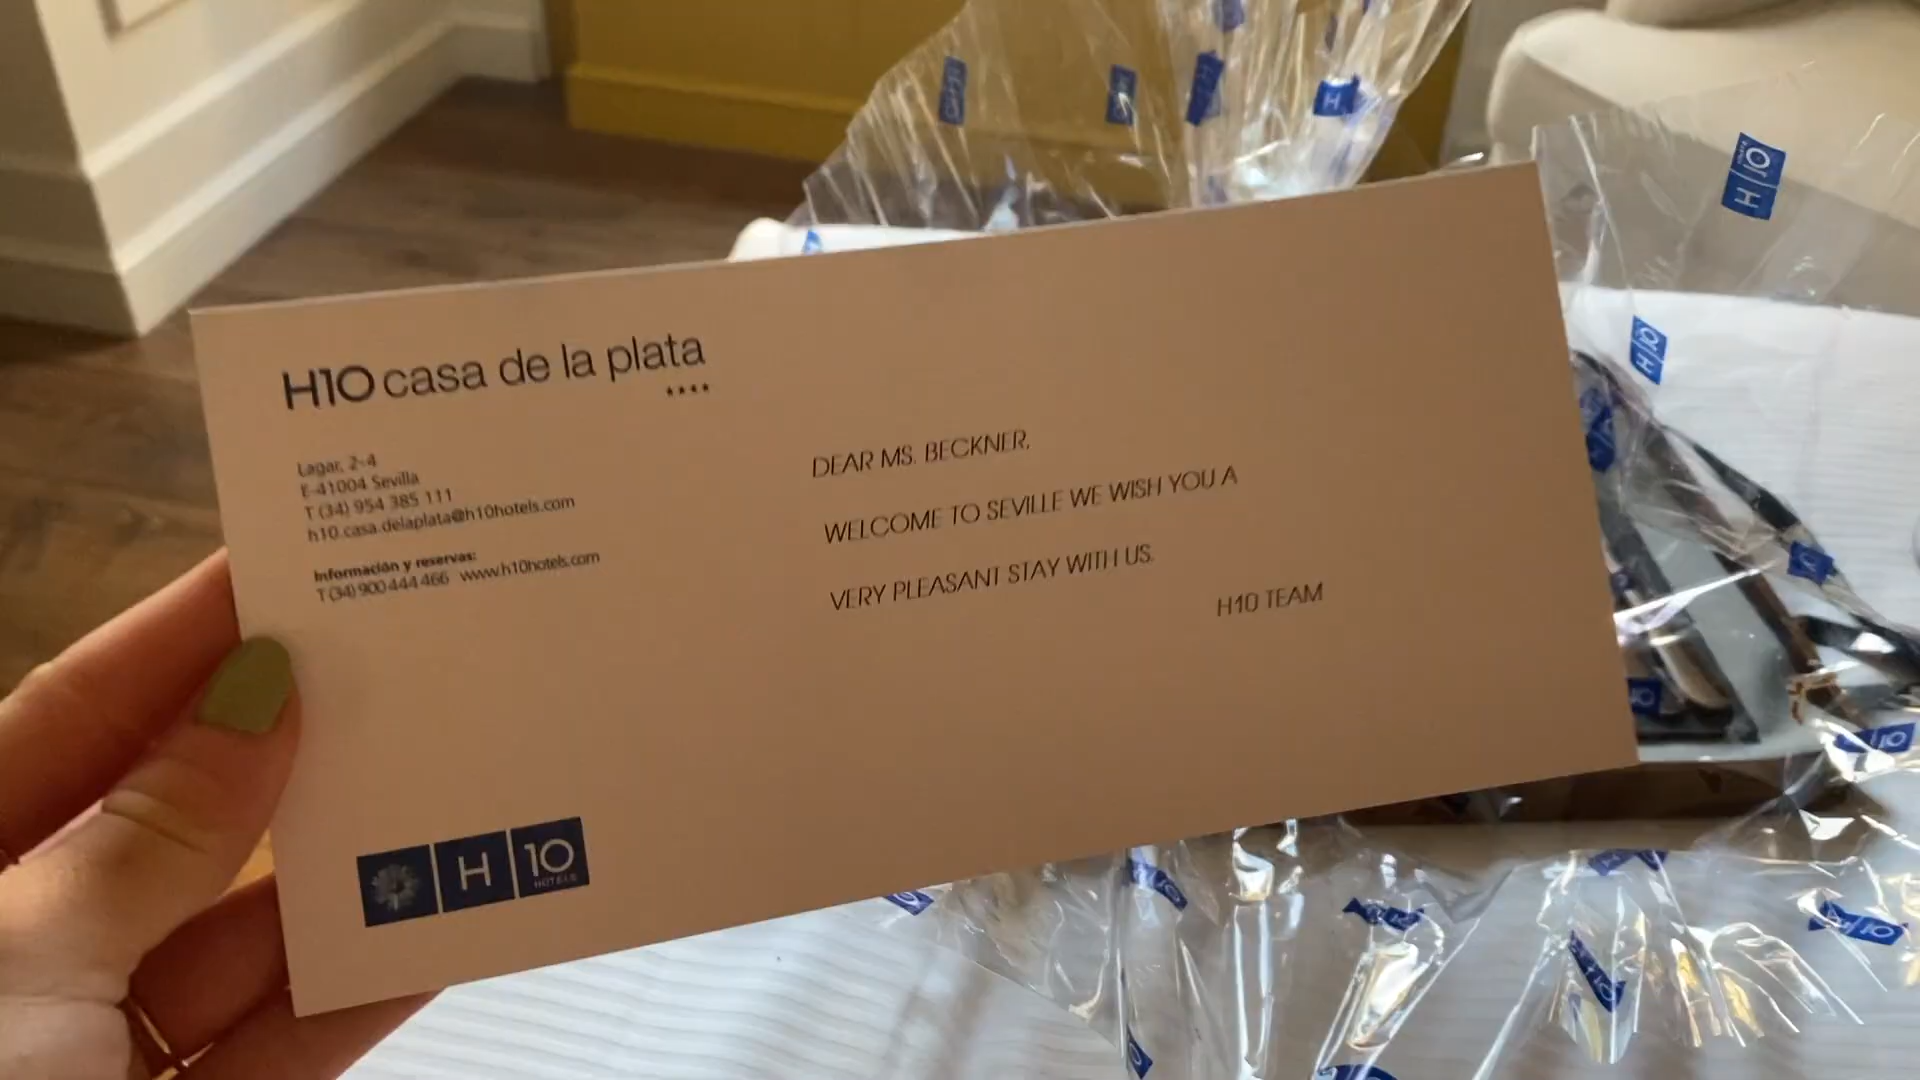 H10 casa de la plata
****
Lagar, 2-4
E-41004 Sevilla
T (34) 954 385 111
h10.casa.delaplata@h10hotels.com
Información y reservas:
T (34) 900 444 466 www.h10hotels.com
DEAR MS. BECKNER,
WELCOME TO SEVILLE WE WISH YOU A
VERY PLEASANT STAY WITH US.
H10 TEAM
H 10
HOTELS
H10
H10